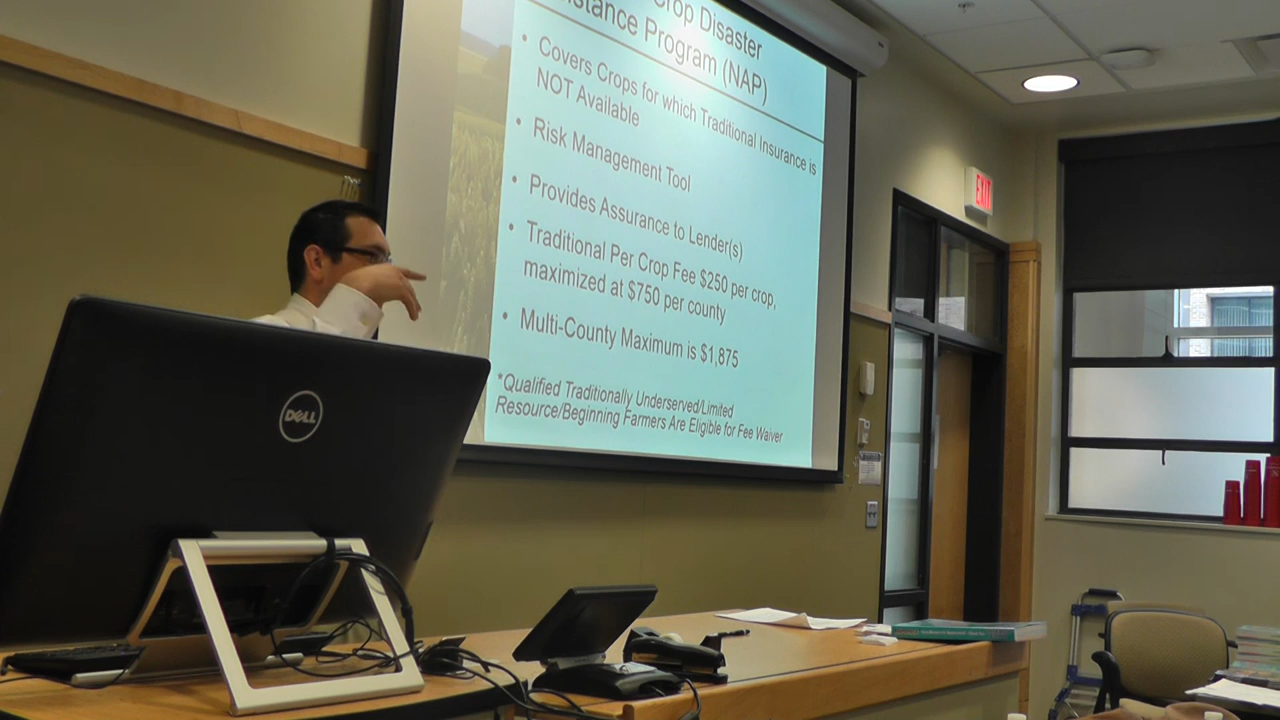 Crop Disaster
stance Program (NAP)
• Covers Crops for which Traditional Insurance is
NOT Available
• Risk Management Tool
• Provides Assurance to Lender(s)
• Traditional Per Crop Fee $250 per crop,
maximized at $750 per county
• Multi-County Maximum is $1,875
*Qualified Traditionally Underserved/Limited
Resource/Beginning Farmers Are Eligible for Fee Waiver
EXIT
DELL